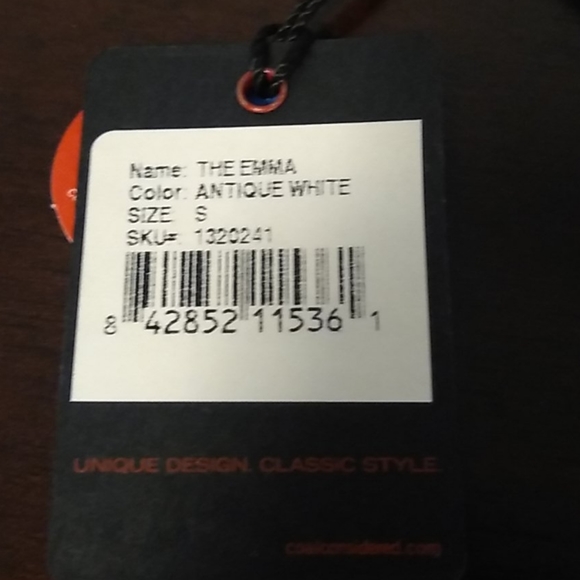 Name: THE EMMA
Color: ANTIQUE WHITE
SIZE: S
SKU#: 1320241
8 42852 11536 1
UNIQUE DESIGN. CLASSIC STYLE.